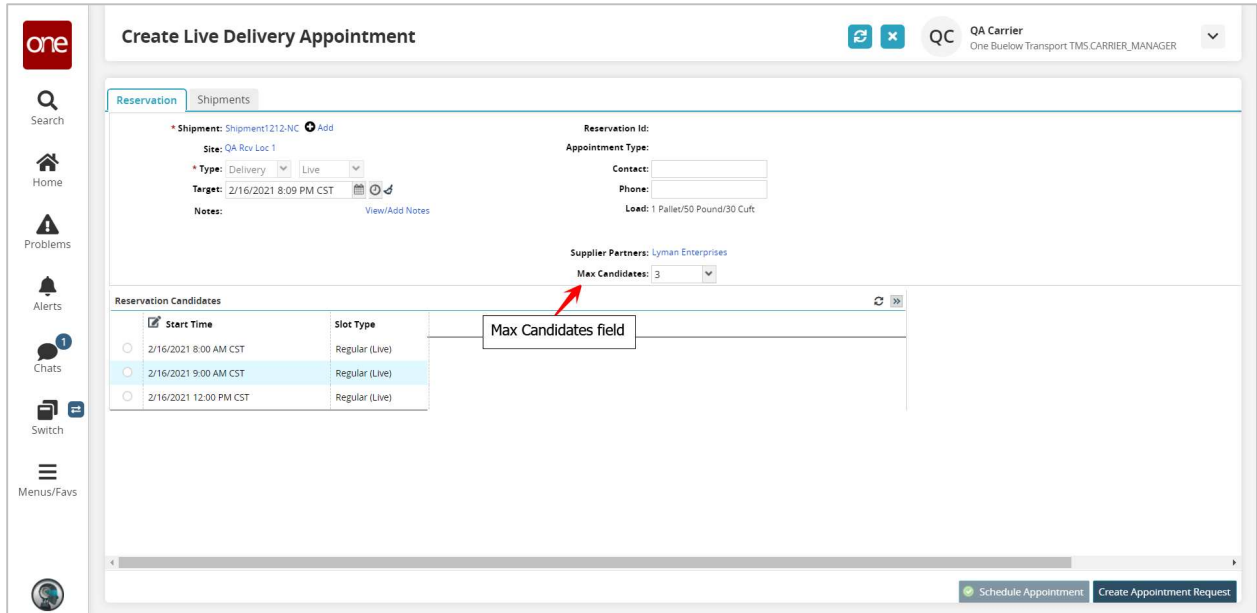 one
Create Live Delivery Appointment
QC
QA Carrier
One Buelow Transport TMS.CARRIER_MANAGER
Search
Home
Problems
Alerts
1
Chats
Switch
Menus/Favs
Reservation
Shipments
* Shipment: Shipment1212-NC Add
Site: QA Rcv Loc 1
* Type: Delivery Live
Target: 2/16/2021 8:09 PM CST
Notes: View/Add Notes
Reservation Id:
Appointment Type:
Contact:
Phone:
Load: 1 Pallet/50 Pound/30 Cuft
Supplier Partners: Lyman Enterprises
Max Candidates: 3
Max Candidates field
Reservation Candidates
Start Time Slot Type
2/16/2021 8:00 AM CST Regular (Live)
2/16/2021 9:00 AM CST Regular (Live)
2/16/2021 12:00 PM CST Regular (Live)
Schedule Appointment
Create Appointment Request